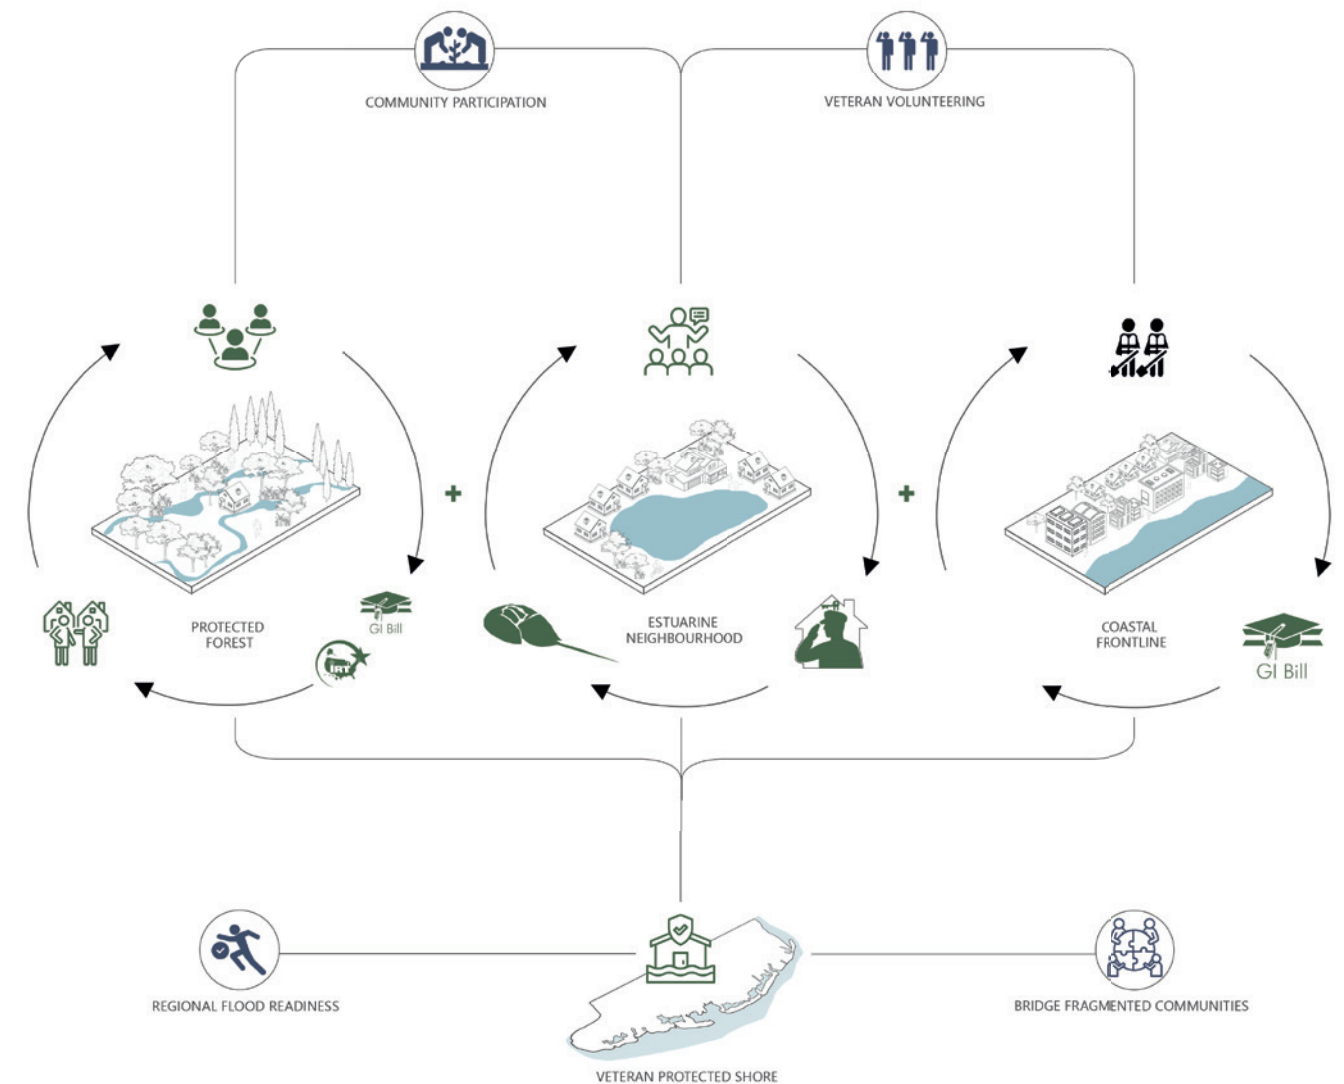 COMMUNITY PARTICIPATION
VETERAN VOLUNTEERING
GI Bill
IRT
PROTECTED
FOREST
ESTUARINE
NEIGHBOURHOOD
COASTAL
FRONTLINE
GI Bill
REGIONAL FLOOD READINESS
BRIDGE FRAGMENTED COMMUNITIES
VETERAN PROTECTED SHORE